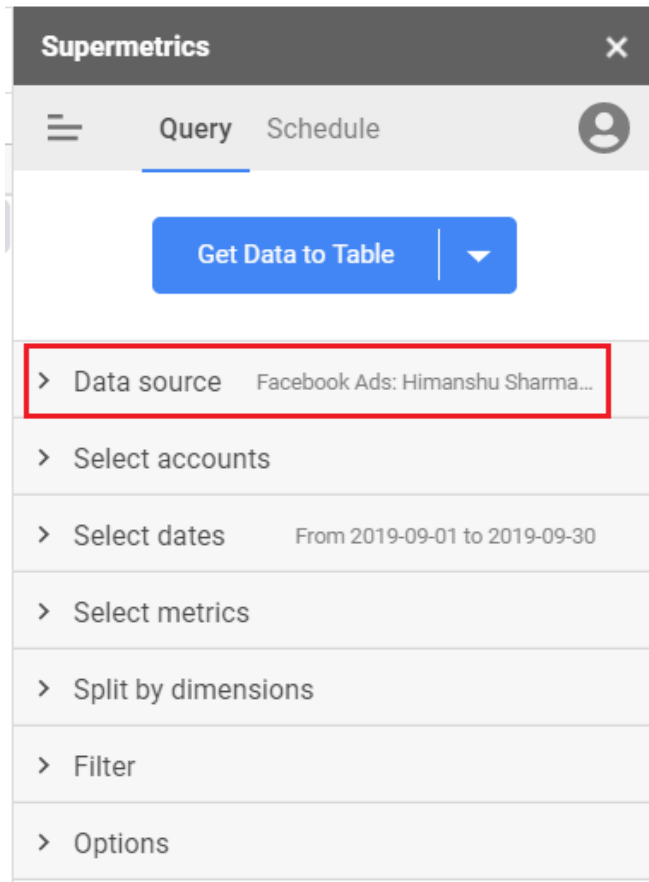 Supermetrics
Query Schedule
Get Data to Table
Data source Facebook Ads: Himanshu Sharma...
Select accounts
Select dates From 2019-09-01 to 2019-09-30
Select metrics
Split by dimensions
Filter
Options